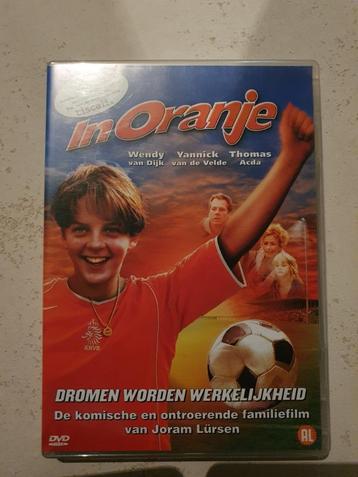 In Oranje
Wendy van Dijk
Yannick van de Velde
Thomas Acda
KNVB
DROMEN WORDEN WERKELIJKHEID
De komische en ontroerende familiefilm
van Joram Lürsen
DVD
AL